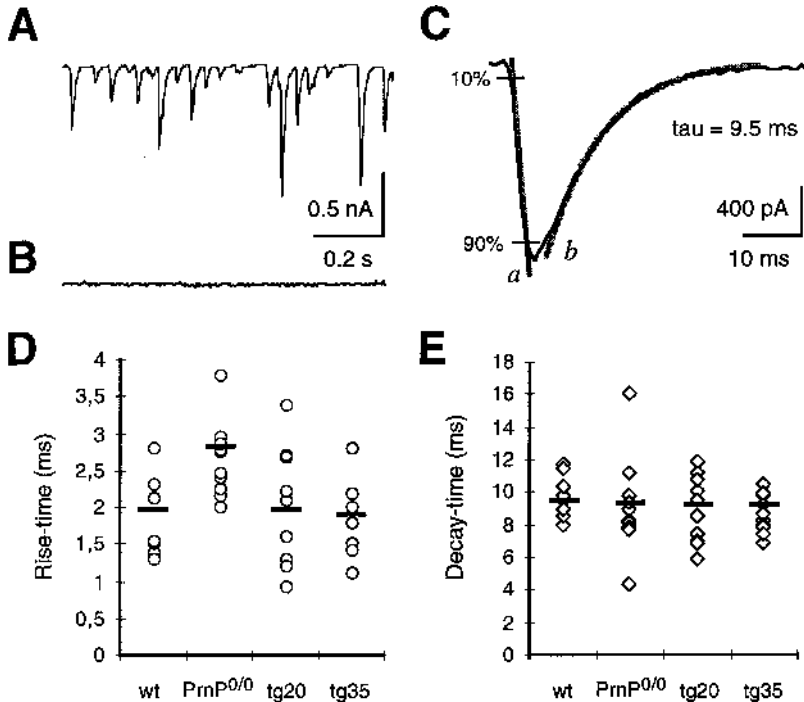 A
0.5 nA
0.2 s
B
C
10%
90%
a
b
tau = 9.5 ms
400 pA
10 ms
D
Rise-time (ms)
4
3,5
3
2,5
2
1,5
1
0,5
0
wt PrnP0/0 tg20 tg35
E
Decay-time (ms)
18
16
14
12
10
8
6
4
2
0
wt PrnP0/0 tg20 tg35